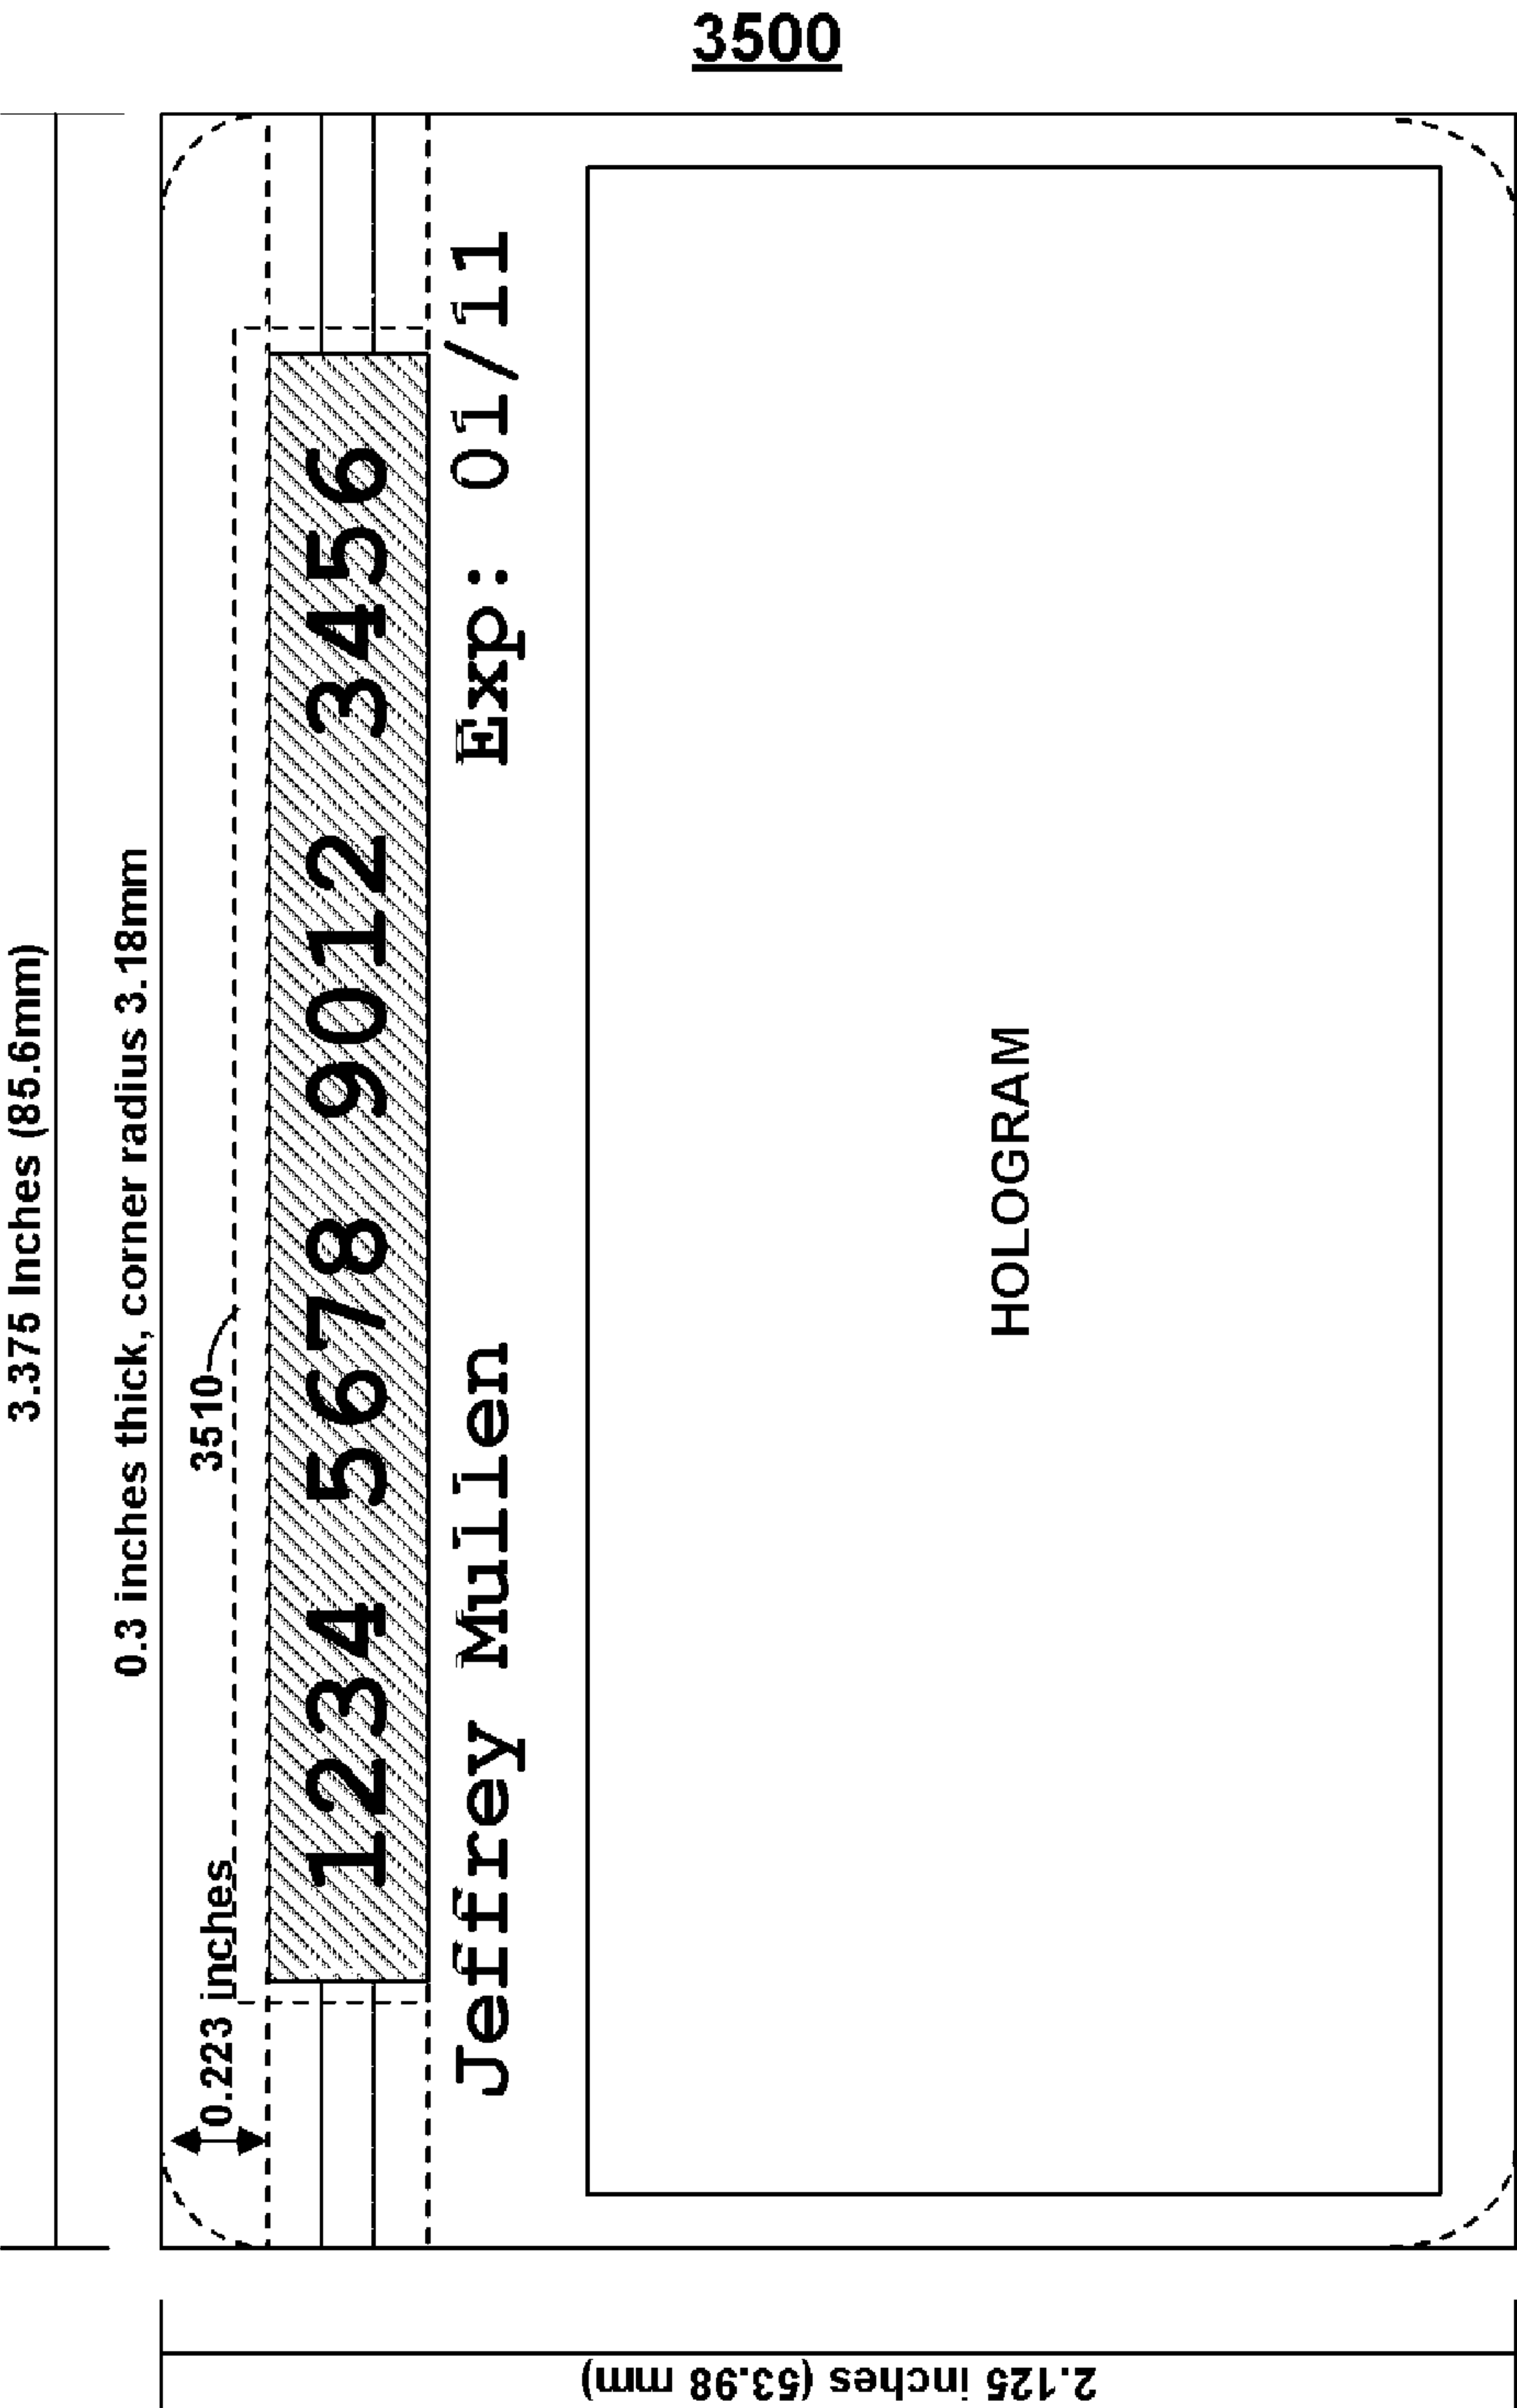 3500
3.375 Inches (85.6mm)
0.3 inches thick, corner radius 3.18mm
3510
0.223 inches
1234 5678 9012 3456
Jeffrey Mullen Exp: 01/11
HOLOGRAM
2.125 inches (53.98 mm)